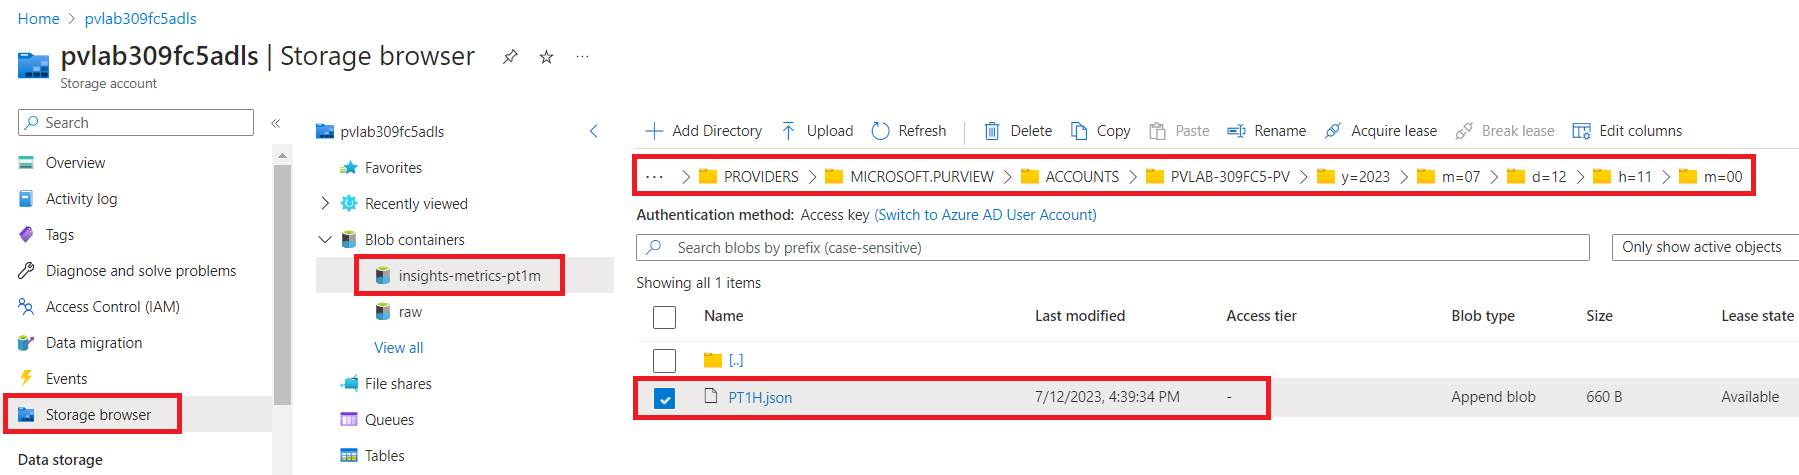 Home > pvlab309fc5adls
pvlab309fc5adls | Storage browser ...
Storage account
Search
«
Overview
Activity log
Tags
Diagnose and solve problems
Access Control (IAM)
Data migration
Events
Storage browser
Data storage
pvlab309fc5adls
Favorites
Recently viewed
Blob containers
insights-metrics-pt1m
raw
View all
File shares
Queues
Tables
Add Directory Upload Refresh Delete Copy Paste Rename Acquire lease Break lease Edit columns
... > PROVIDERS > MICROSOFT.PURVIEW > ACCOUNTS > PVLAB-309FC5-PV > y=2023 > m=07 > d=12 > h=11 > m=00
Authentication method: Access key (Switch to Azure AD User Account)
Search blobs by prefix (case-sensitive)
Only show active objects
Showing all 1 items
Name Last modified Access tier Blob type Size Lease state
[..]
PT1H.json 7/12/2023, 4:39:34 PM - Append blob 660 B Available